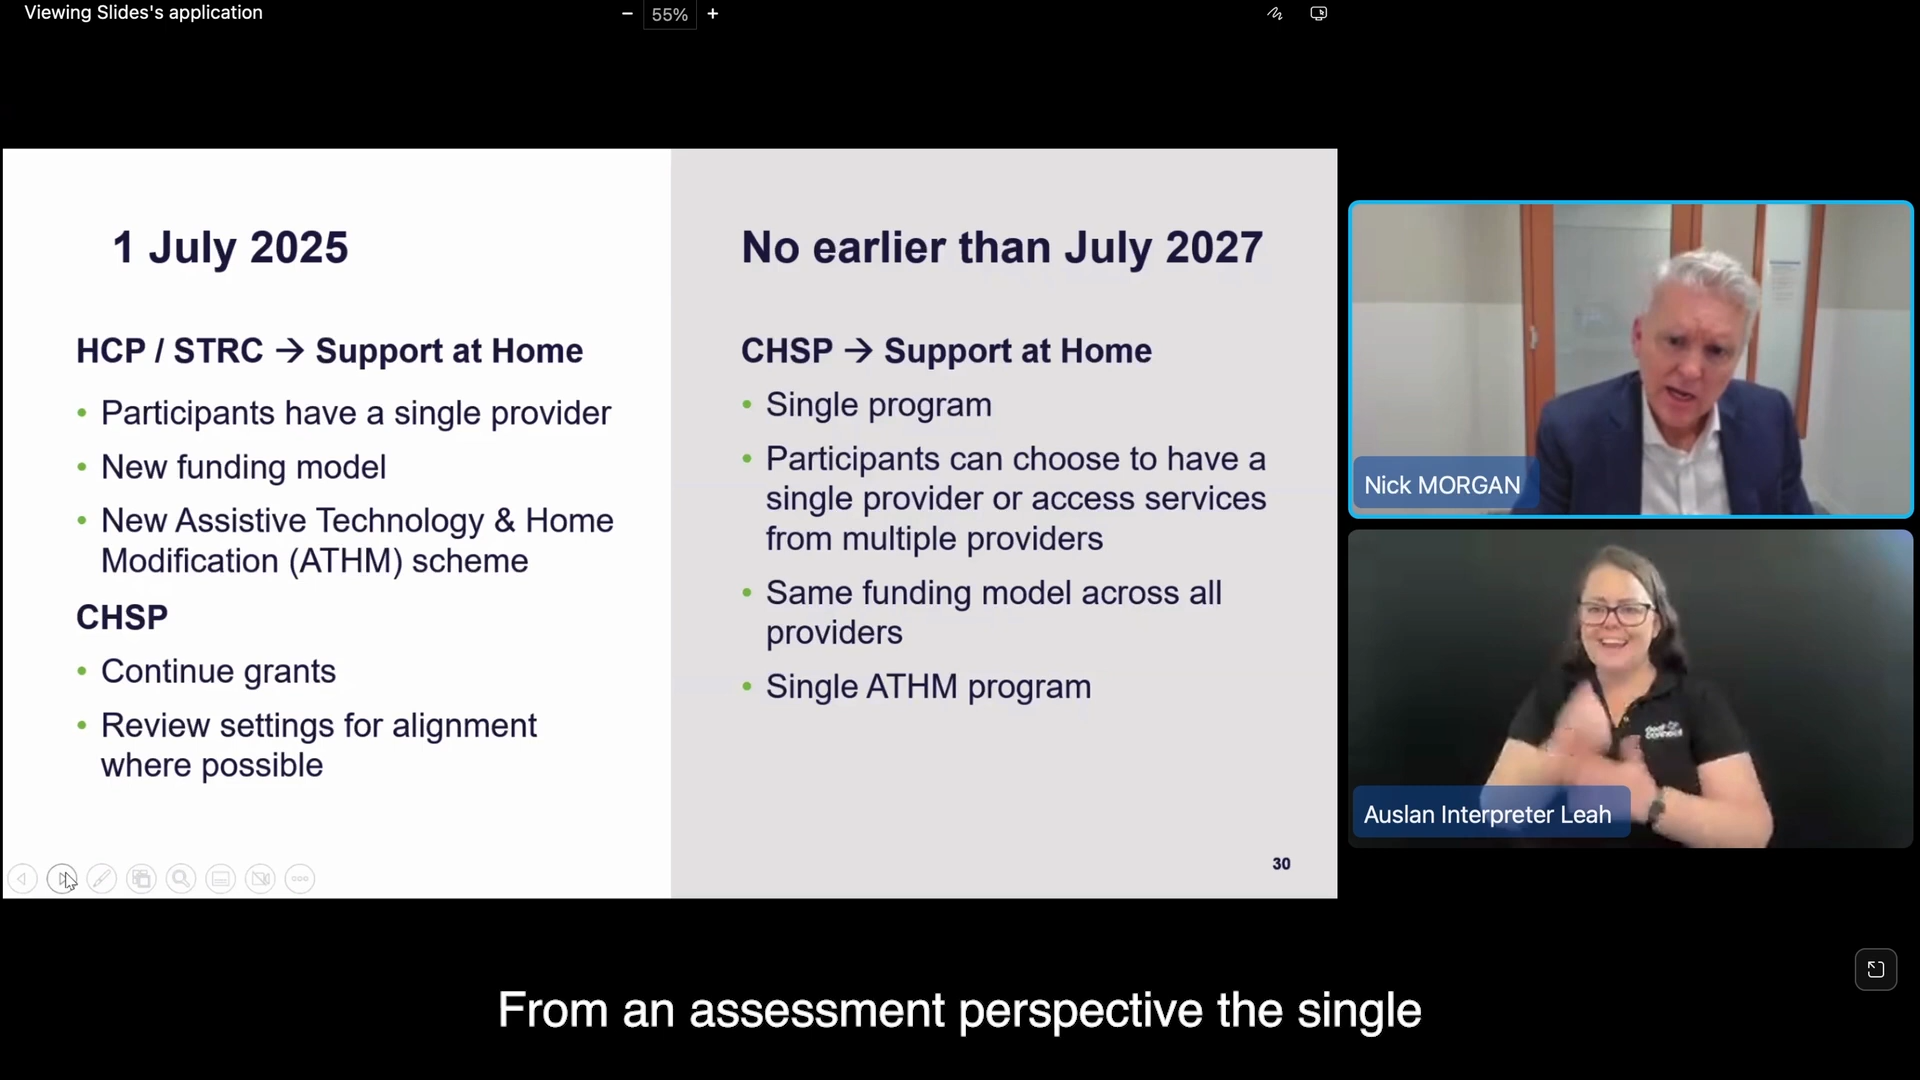 Viewing Slides's application
55%
1 July 2025
HCP / STRC → Support at Home
• Participants have a single provider
• New funding model
• New Assistive Technology & Home
Modification (ATHM) scheme
CHSP
• Continue grants
• Review settings for alignment
where possible
No earlier than July 2027
CHSP → Support at Home
• Single program
• Participants can choose to have a
single provider or access services
from multiple providers
• Same funding model across all
providers
• Single ATHM program
30
Nick MORGAN
deaf
connect
Auslan Interpreter Leah
From an assessment perspective the single